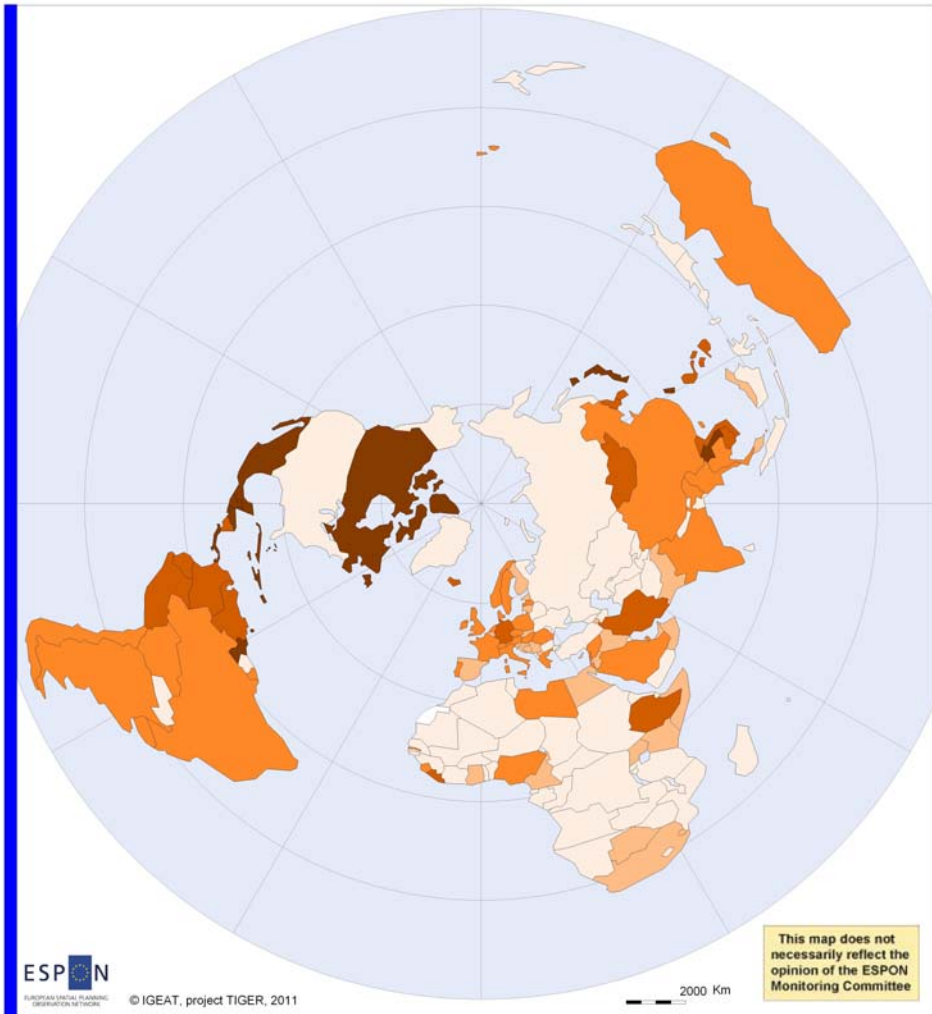 This map does not
necessarily reflect the
opinion of the ESPON
Monitoring Committee
ESPON
EUROPEAN SPATIAL PLANNING
OBSERVATION NETWORK
© IGEAT, project TIGER, 2011
2000 Km